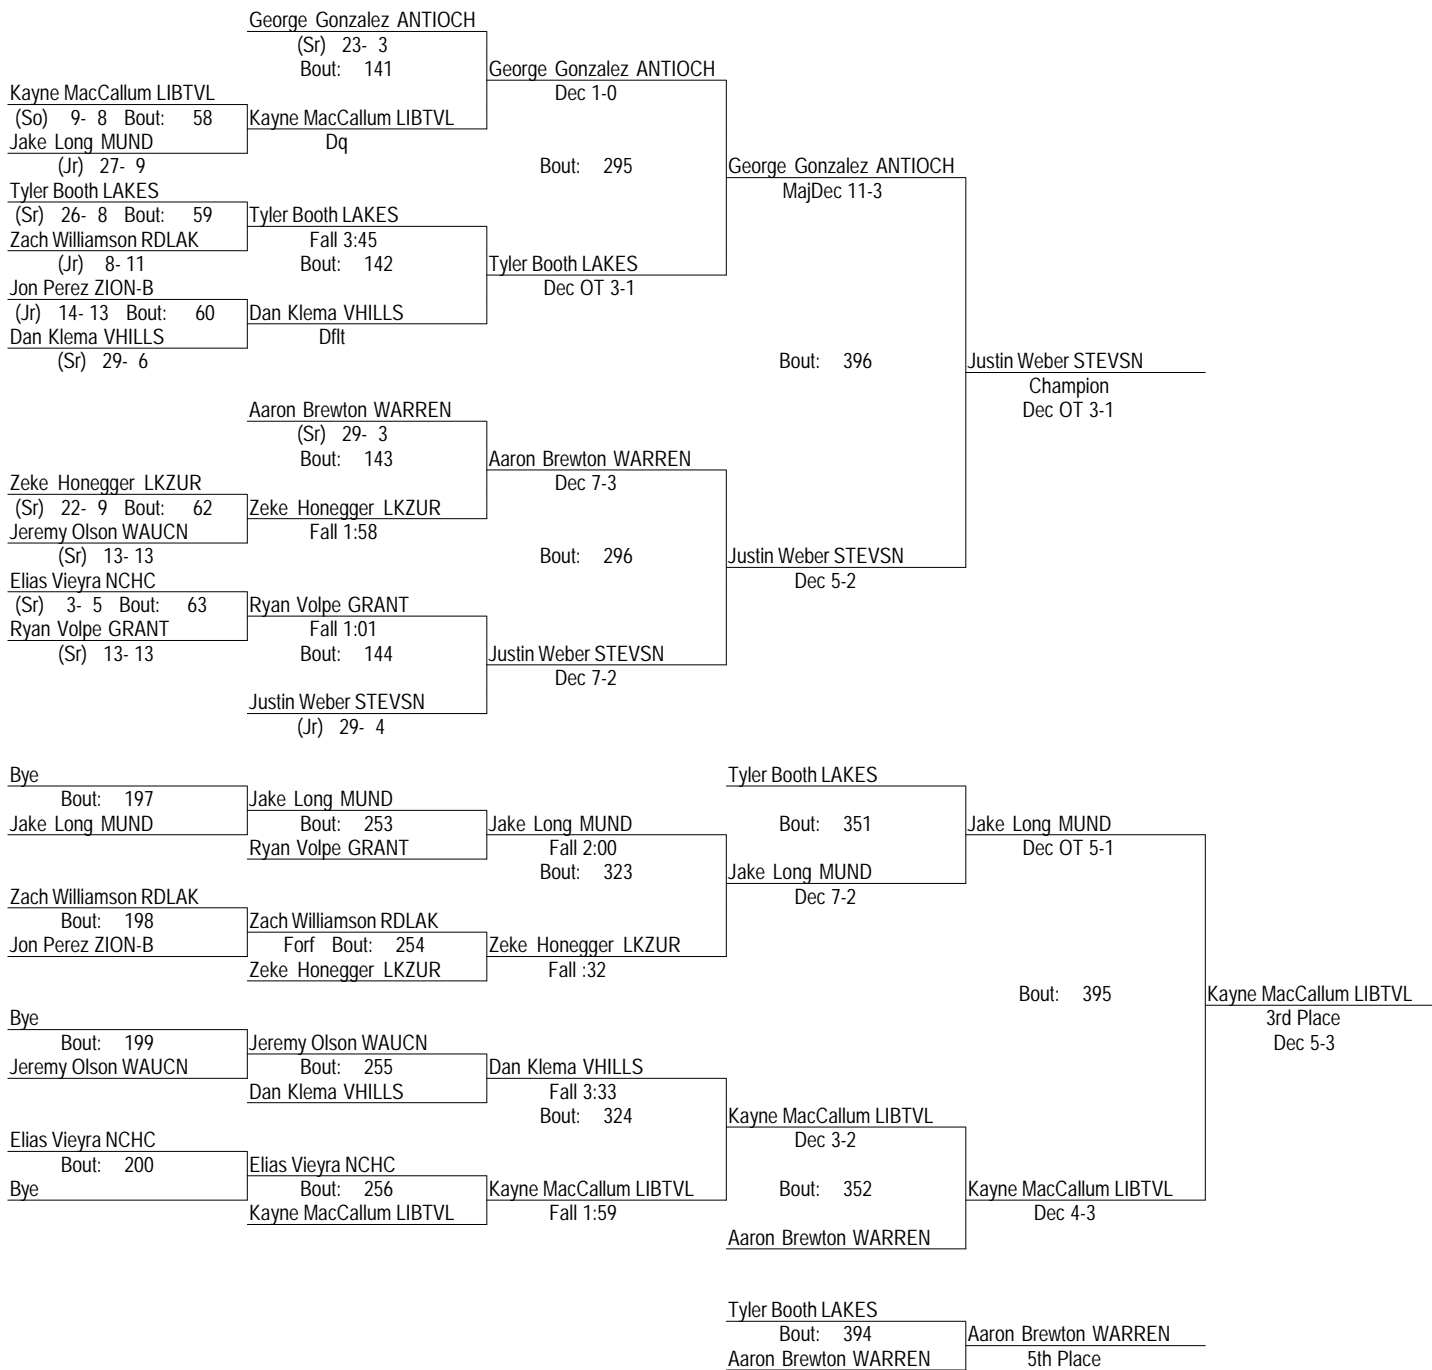 George Gonzalez ANTIOCH
(Sr) 23- 3
Bout: 141
George Gonzalez ANTIOCH
Dec 1-0
Kayne MacCallum LIBTVL
(So) 9- 8 Bout: 58
Kayne MacCallum LIBTVL
Dq
Jake Long MUND
(Jr) 27- 9
Bout: 295
George Gonzalez ANTIOCH
MajDec 11-3
Tyler Booth LAKES
(Sr) 26- 8 Bout: 59
Tyler Booth LAKES
Fall 3:45
Zach Williamson RDLAK
(Jr) 8- 11
Bout: 142
Tyler Booth LAKES
Dec OT 3-1
Jon Perez ZION-B
(Jr) 14- 13 Bout: 60
Dan Klema VHILLS
Dflt
Dan Klema VHILLS
(Sr) 29- 6
Bout: 396
Justin Weber STEVSN
Champion
Dec OT 3-1
Aaron Brewton WARREN
(Sr) 29- 3
Bout: 143
Aaron Brewton WARREN
Dec 7-3
Zeke Honegger LKZUR
(Sr) 22- 9 Bout: 62
Zeke Honegger LKZUR
Fall 1:58
Jeremy Olson WAUCN
(Sr) 13- 13
Bout: 296
Justin Weber STEVSN
Dec 5-2
Elias Vieyra NCHC
(Sr) 3- 5 Bout: 63
Ryan Volpe GRANT
Fall 1:01
Ryan Volpe GRANT
(Sr) 13- 13
Bout: 144
Justin Weber STEVSN
Dec 7-2
Justin Weber STEVSN
(Jr) 29- 4
Bye
Bout: 197
Jake Long MUND
Jake Long MUND
Bout: 253
Ryan Volpe GRANT
Jake Long MUND
Fall 2:00
Bout: 323
Tyler Booth LAKES
Bout: 351
Jake Long MUND
Dec OT 5-1
Jake Long MUND
Dec 7-2
Zach Williamson RDLAK
Bout: 198
Jon Perez ZION-B
Zach Williamson RDLAK
Forf Bout: 254
Zeke Honegger LKZUR
Zeke Honegger LKZUR
Fall :32
Bout: 395
Kayne MacCallum LIBTVL
3rd Place
Dec 5-3
Bye
Bout: 199
Jeremy Olson WAUCN
Jeremy Olson WAUCN
Bout: 255
Dan Klema VHILLS
Dan Klema VHILLS
Fall 3:33
Bout: 324
Kayne MacCallum LIBTVL
Dec 3-2
Elias Vieyra NCHC
Bout: 200
Bye
Elias Vieyra NCHC
Bout: 256
Kayne MacCallum LIBTVL
Kayne MacCallum LIBTVL
Fall 1:59
Bout: 352
Kayne MacCallum LIBTVL
Dec 4-3
Aaron Brewton WARREN
Tyler Booth LAKES
Bout: 394
Aaron Brewton WARREN
Aaron Brewton WARREN
5th Place